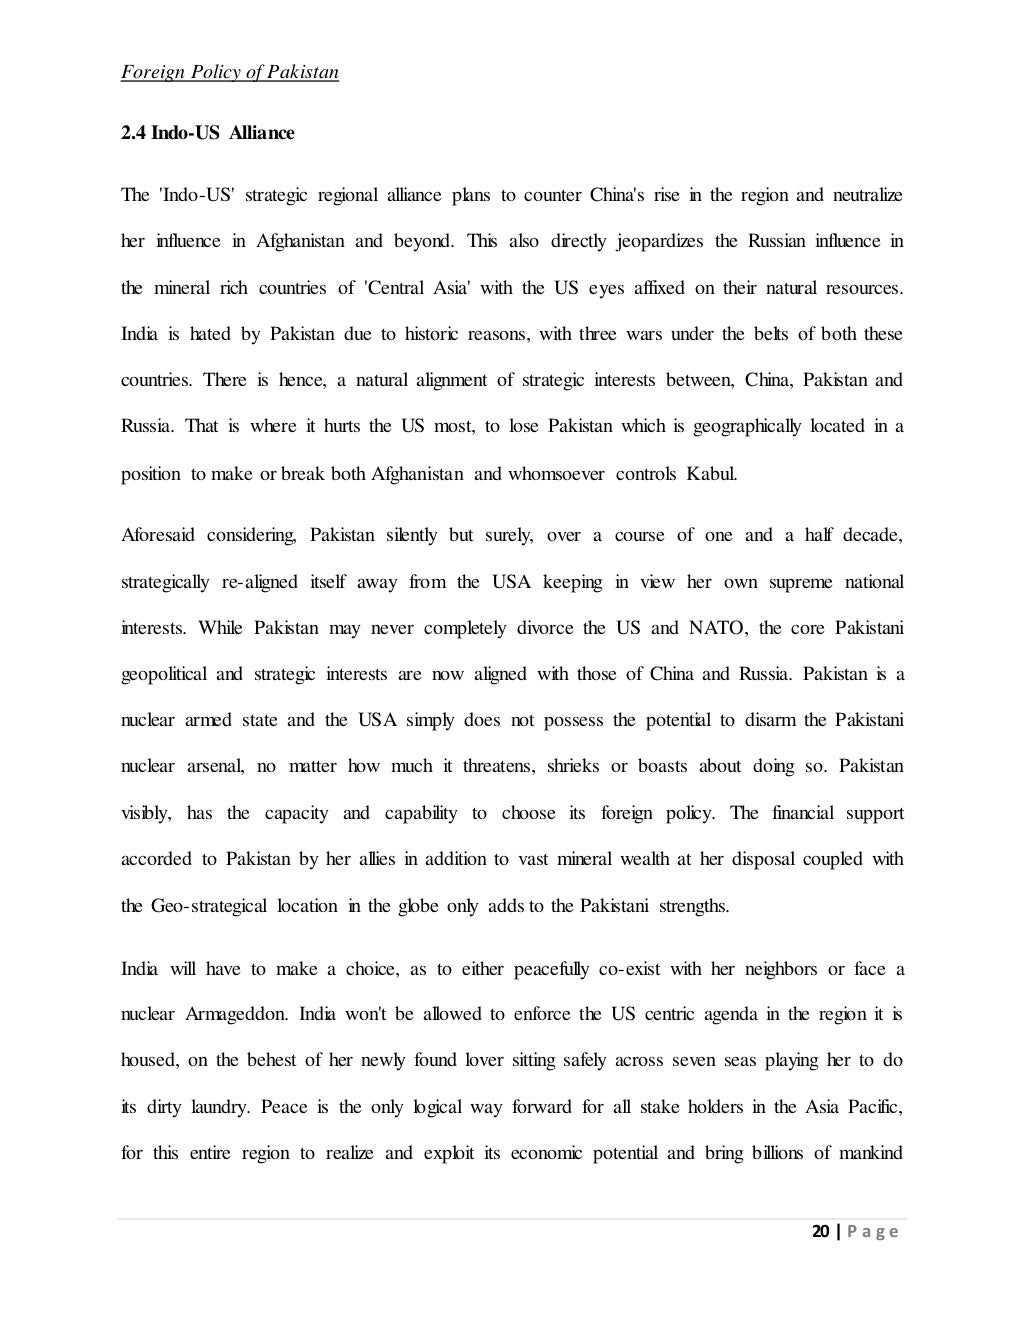 Foreign Policy of Pakistan
2.4 Indo-US Alliance
The 'Indo-US' strategic regional alliance plans to counter China's rise in the region and neutralize
her influence in Afghanistan and beyond. This also directly jeopardizes the Russian influence in
the mineral rich countries of 'Central Asia' with the US eyes affixed on their natural resources.
India is hated by Pakistan due to historic reasons, with three wars under the belts of both these
countries. There is hence, a natural alignment of strategic interests between, China, Pakistan and
Russia. That is where it hurts the US most, to lose Pakistan which is geographically located in a
position to make or break both Afghanistan and whomsoever controls Kabul.
Aforesaid considering, Pakistan silently but surely, over a course of one and a half decade,
strategically re-aligned itself away from the USA keeping in view her own supreme national
interests. While Pakistan may never completely divorce the US and NATO, the core Pakistani
geopolitical and strategic interests are now aligned with those of China and Russia. Pakistan is a
nuclear armed state and the USA simply does not possess the potential to disarm the Pakistani
nuclear arsenal, no matter how much it threatens, shrieks or boasts about doing so. Pakistan
visibly, has the capacity and capability to choose its foreign policy. The financial support
accorded to Pakistan by her allies in addition to vast mineral wealth at her disposal coupled with
the Geo-strategical location in the globe only adds to the Pakistani strengths.
India will have to make a choice, as to either peacefully co-exist with her neighbors or face a
nuclear Armageddon. India won't be allowed to enforce the US centric agenda in the region it is
housed, on the behest of her newly found lover sitting safely across seven seas playing her to do
its dirty laundry. Peace is the only logical way forward for all stake holders in the Asia Pacific,
for this entire region to realize and exploit its economic potential and bring billions of mankind
20 | Page